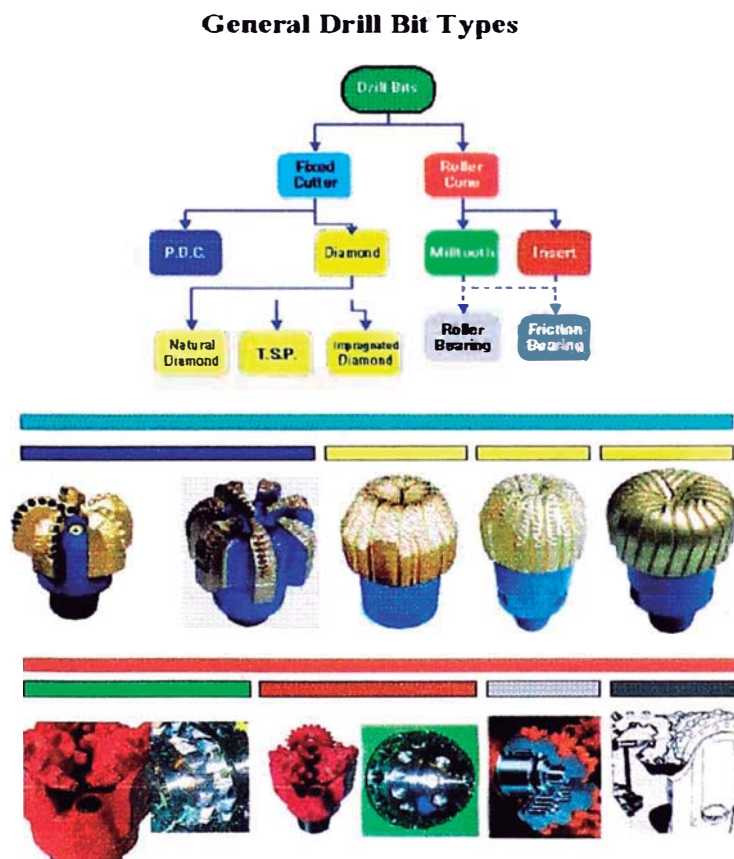 General Drill Bit Types
Drill Bits
Fixed
Cutter
Roller
Cone
P.D.C.
Diamond
Milltooth
Insert
Natural
Diamond
T.S.P.
Impragnated
Diamond
Roller
Bearing
Friction
Bearing